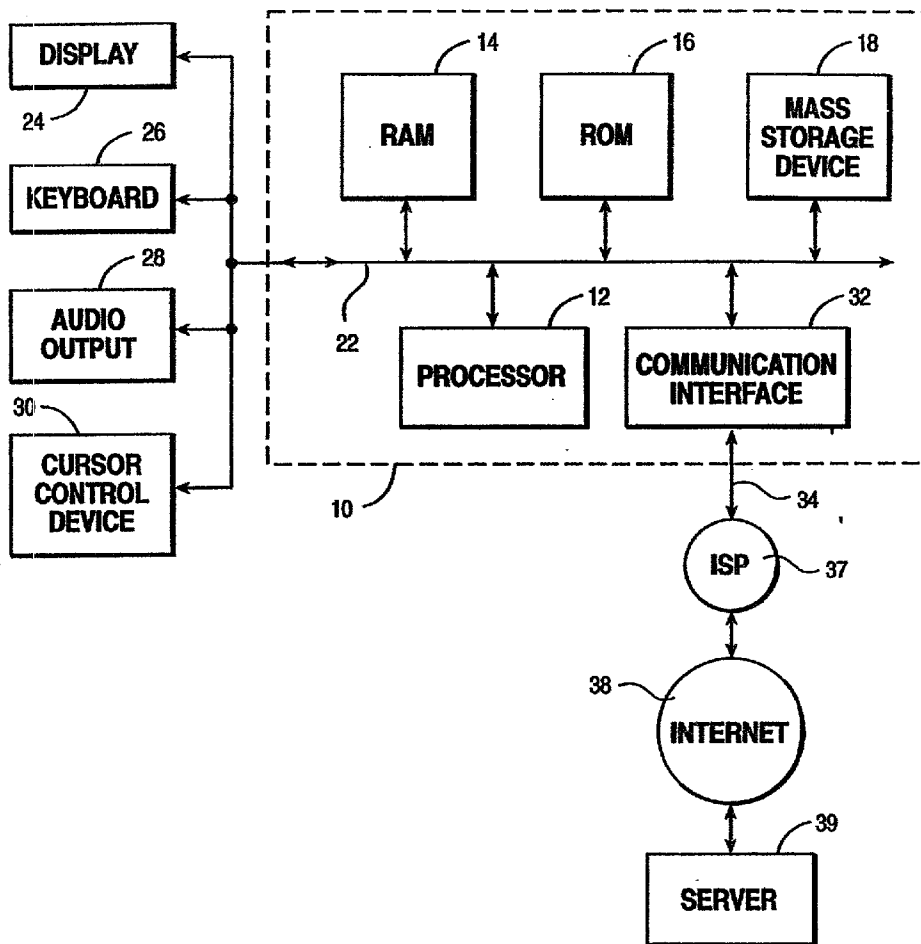 DISPLAY
24
26
KEYBOARD
28
AUDIO
OUTPUT
30
CURSOR
CONTROL
DEVICE
14
RAM
16
ROM
18
MASS
STORAGE
DEVICE
22
12
PROCESSOR
32
COMMUNICATION
INTERFACE
10
34
ISP
37
38
INTERNET
39
SERVER